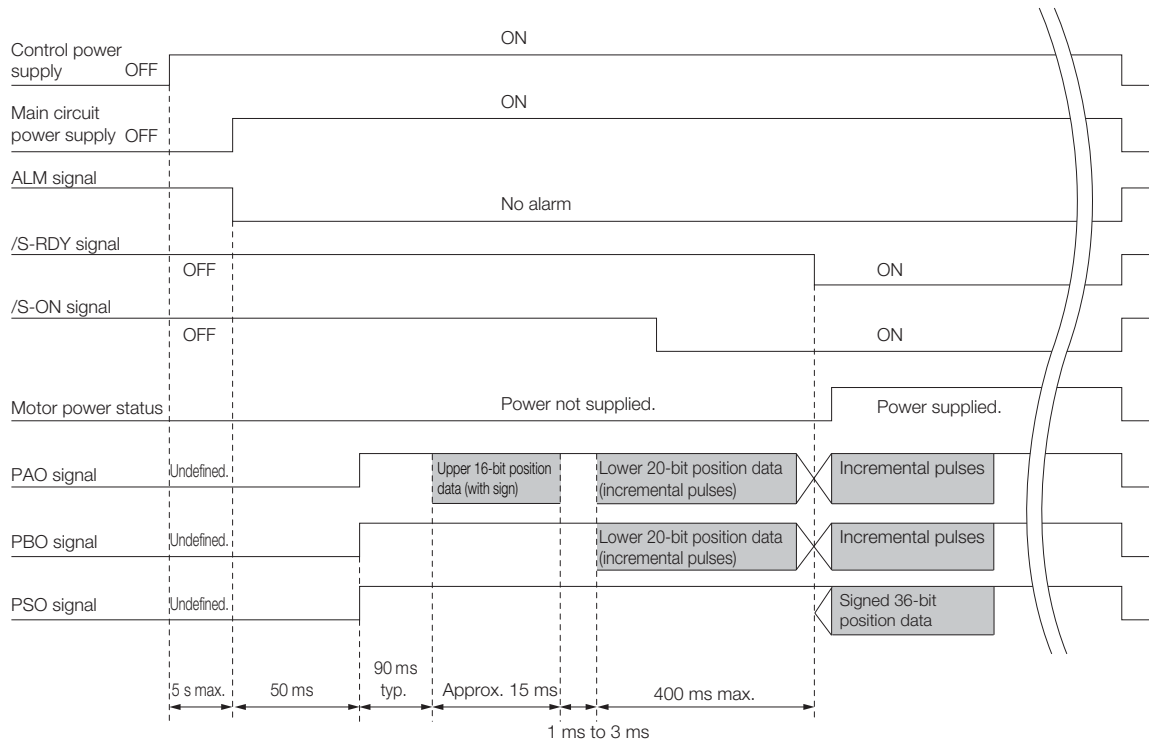 ON
Control power
supply OFF
ON
Main circuit
power supply OFF
ALM signal
No alarm
/S-RDY signal
OFF
ON
/S-ON signal
OFF
ON
Motor power status
Power not supplied.
Power supplied.
PAO signal
Undefined.
Upper 16-bit position
data (with sign)
Lower 20-bit position data
(incremental pulses)
Incremental pulses
PBO signal
Undefined.
Lower 20-bit position data
(incremental pulses)
Incremental pulses
PSO signal
Undefined.
Signed 36-bit
position data
5 s max.
50 ms
90 ms
typ.
Approx. 15 ms
400 ms max.
1 ms to 3 ms